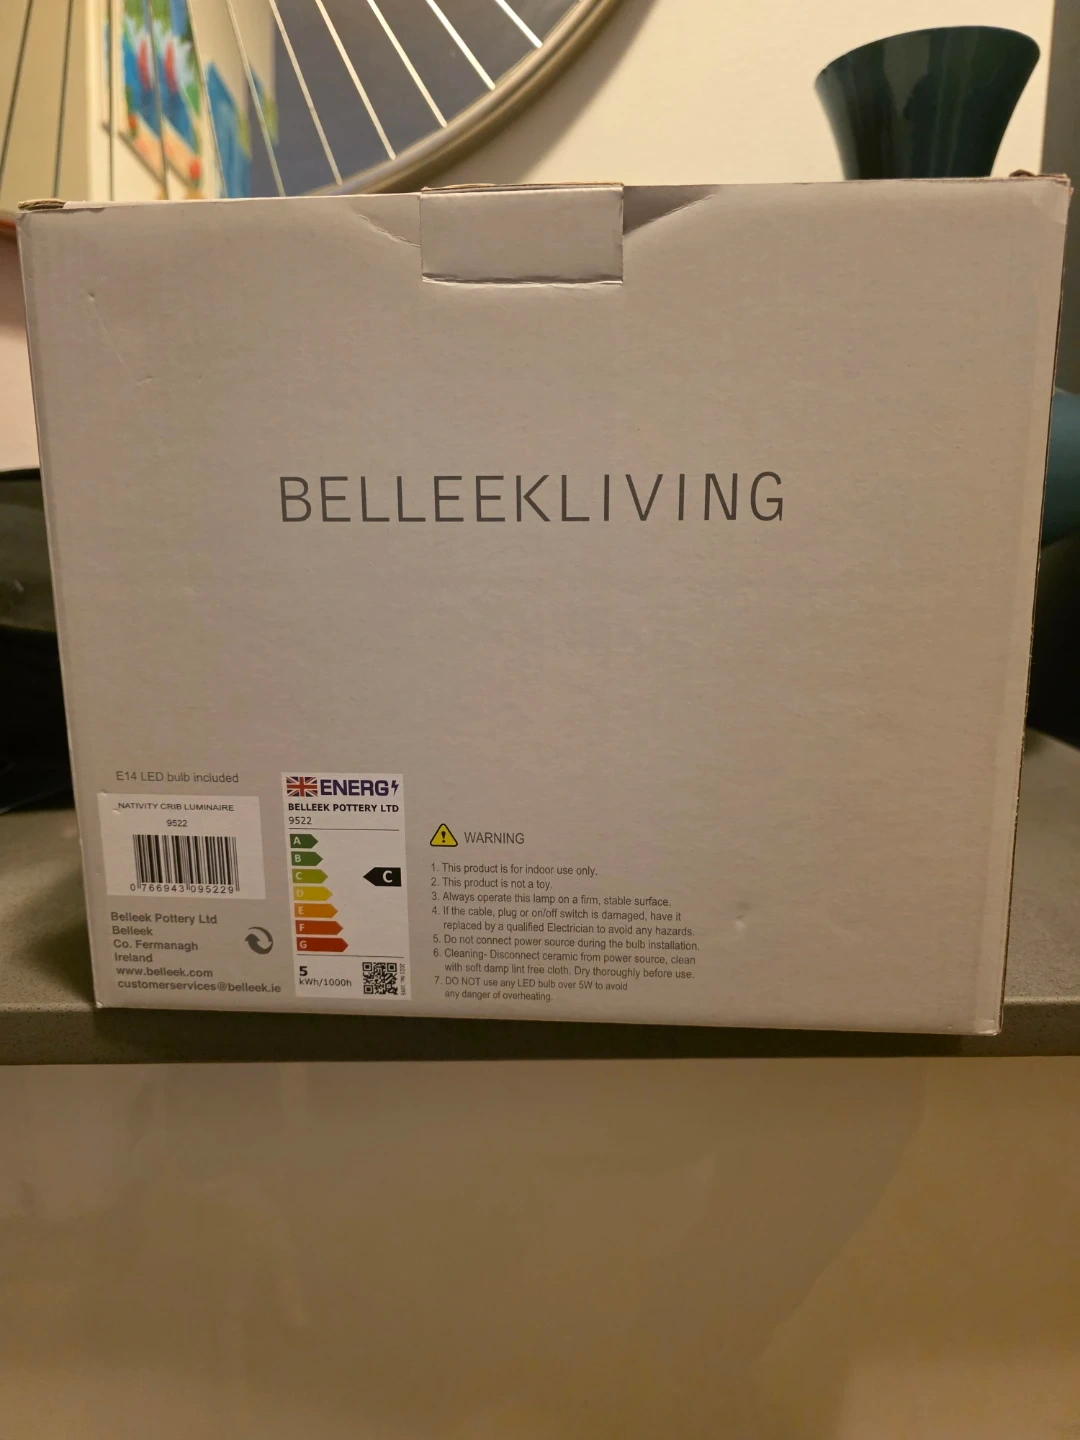 BELLEEKLIVING
E14 LED bulb included
NATIVITY CRIB LUMINAIRE
9522
0 766943 095229
Belleek Pottery Ltd
Belleek
Co. Fermanagh
Ireland
www.belleek.com
customerservices@belleek.ie
ENERG
BELLEEK POTTERY LTD
9522
A
B
C
D
E
F
G
C
5
kWh/1000h
WARNING
1. This product is for indoor use only.
2. This product is not a toy.
3. Always operate this lamp on a firm, stable surface.
4. If the cable, plug or on/off switch is damaged, have it
replaced by a qualified Electrician to avoid any hazards.
5. Do not connect power source during the bulb installation.
6. Cleaning- Disconnect ceramic from power source, clean
with soft damp lint free cloth. Dry thoroughly before use.
7. DO NOT use any LED bulb over 5W to avoid
any danger of overheating.